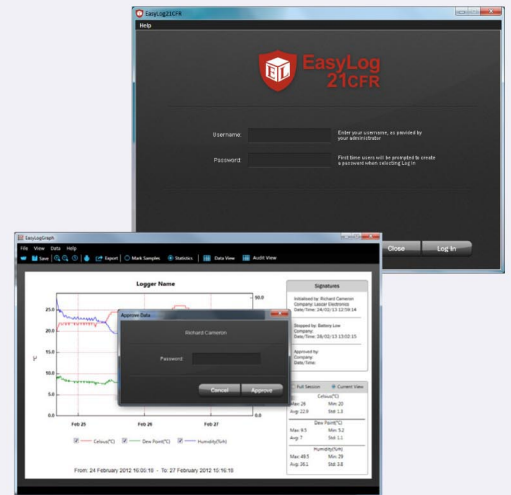 EasyLog21CFR
Help
EL
EasyLog
21CFR
Username:
Enter your username, as provided by
your administrator
Password:
First time users will be prompted to create
a password when selecting Log in
Close
Log In
EasyLogGraph
File View Data Help
Save
Export
Mark Samples
Statistics
Data View
Audit View
Logger Name
25.0
20.0
15.0
10.0
5.0
0.0
°C
50.0
0.0
Feb 25
Feb 26
Feb 27
Celsius(°C)
Dew Point(°C)
Humidity(%rh)
From: 24 February 2012 16:06:19 - To: 27 February 2012 15:16:19
Approve Data
Richard Cameron
Password:
Cancel
Approve
Signatures
Initialised by: Richard Cameron
Company: Lascar Electronics
Stopped by: Battery Low
Company:
Approved by:
Company:
Date/Time:
Full Session
Current View
Celsius(°C)
Max: 26 Min: 20
Avg: 22.9 Std: 1.3
Dew Point(°C)
Max: 9.5 Min: 5.2
Avg: 7 Std: 1.1
Humidity(%rh)
Max: 48.5 Min: 29
Avg: 36.1 Std: 3.8